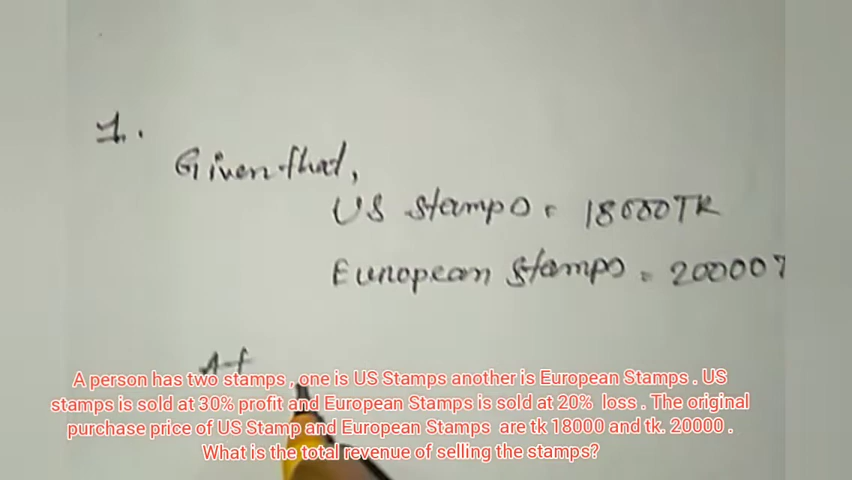 1.
Given that,
US stamps = 18000TK
European stamps = 20000T
Af
A person has two stamps , one is US Stamps another is European Stamps . US
stamps is sold at 30% profit and European Stamps is sold at 20% loss . The original
purchase price of US Stamp and European Stamps are tk 18000 and tk. 20000 .
What is the total revenue of selling the stamps?